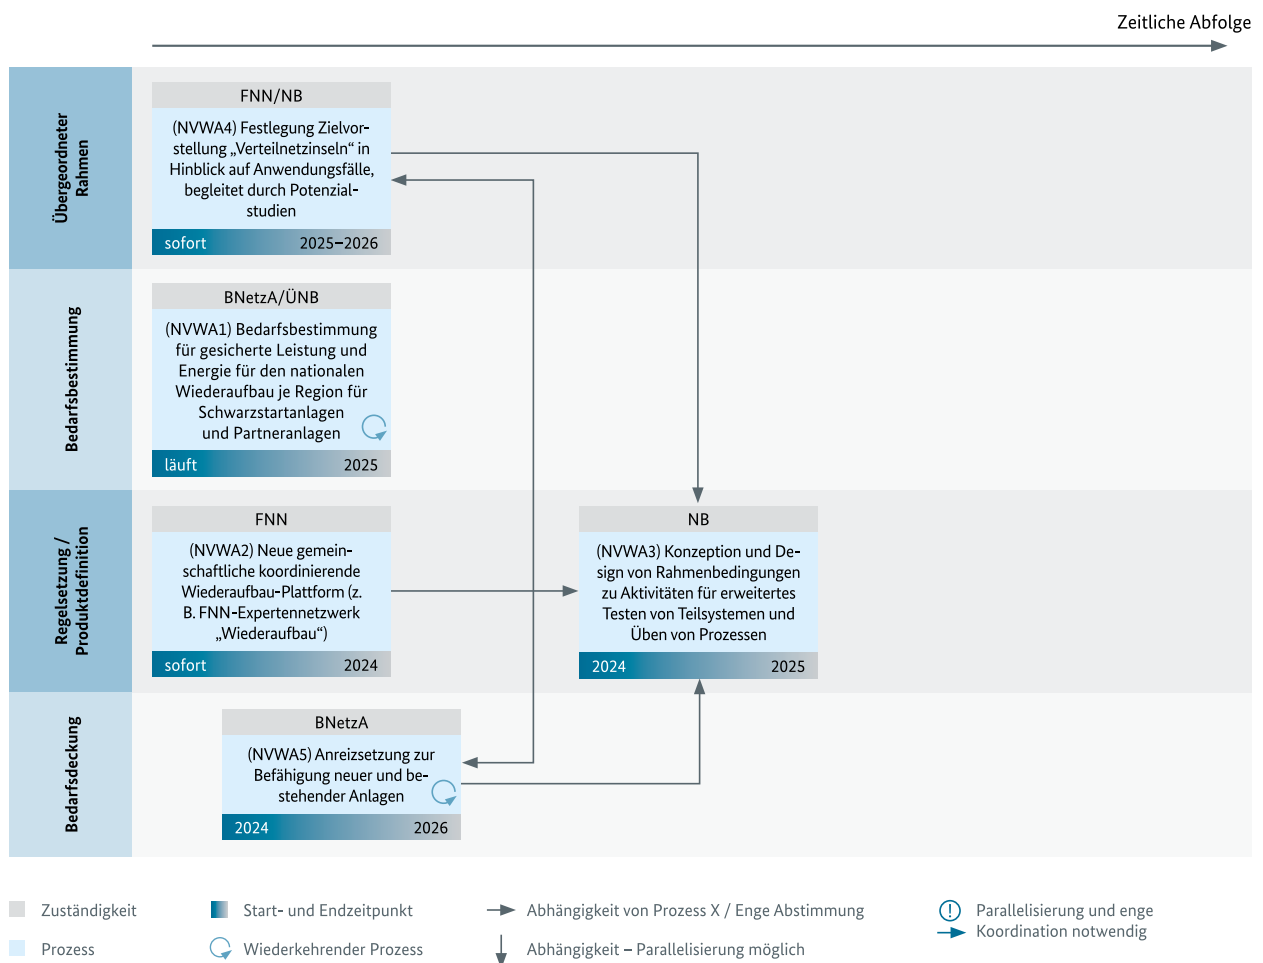 Zeitliche Abfolge
Übergeordneter
Rahmen
FNN/NB
(NVWA4) Festlegung Zielvor-
stellung „Verteilnetzinseln“ in
Hinblick auf Anwendungsfälle,
begleitet durch Potenzial-
studien
sofort 2025–2026
Bedarfsbestimmung
BNetzA/ÜNB
(NVWA1) Bedarfsbestimmung
für gesicherte Leistung und
Energie für den nationalen
Wiederaufbau je Region für
Schwarzstartanlagen
und Partneranlagen
läuft 2025
Regelsetzung /
Produktdefinition
FNN
(NVWA2) Neue gemein-
schaftliche koordinierende
Wiederaufbau-Plattform (z.
B. FNN-Expertennetzwerk
„Wiederaufbau“)
sofort 2024
NB
(NVWA3) Konzeption und De-
sign von Rahmenbedingungen
zu Aktivitäten für erweitertes
Testen von Teilsystemen und
Üben von Prozessen
2024 2025
Bedarfsdeckung
BNetzA
(NVWA5) Anreizsetzung zur
Befähigung neuer und be-
stehender Anlagen
2024 2026
Zuständigkeit
Prozess
Start- und Endzeitpunkt
Wiederkehrender Prozess
Abhängigkeit von Prozess X / Enge Abstimmung
Abhängigkeit – Parallelisierung möglich
Parallelisierung und enge
Koordination notwendig